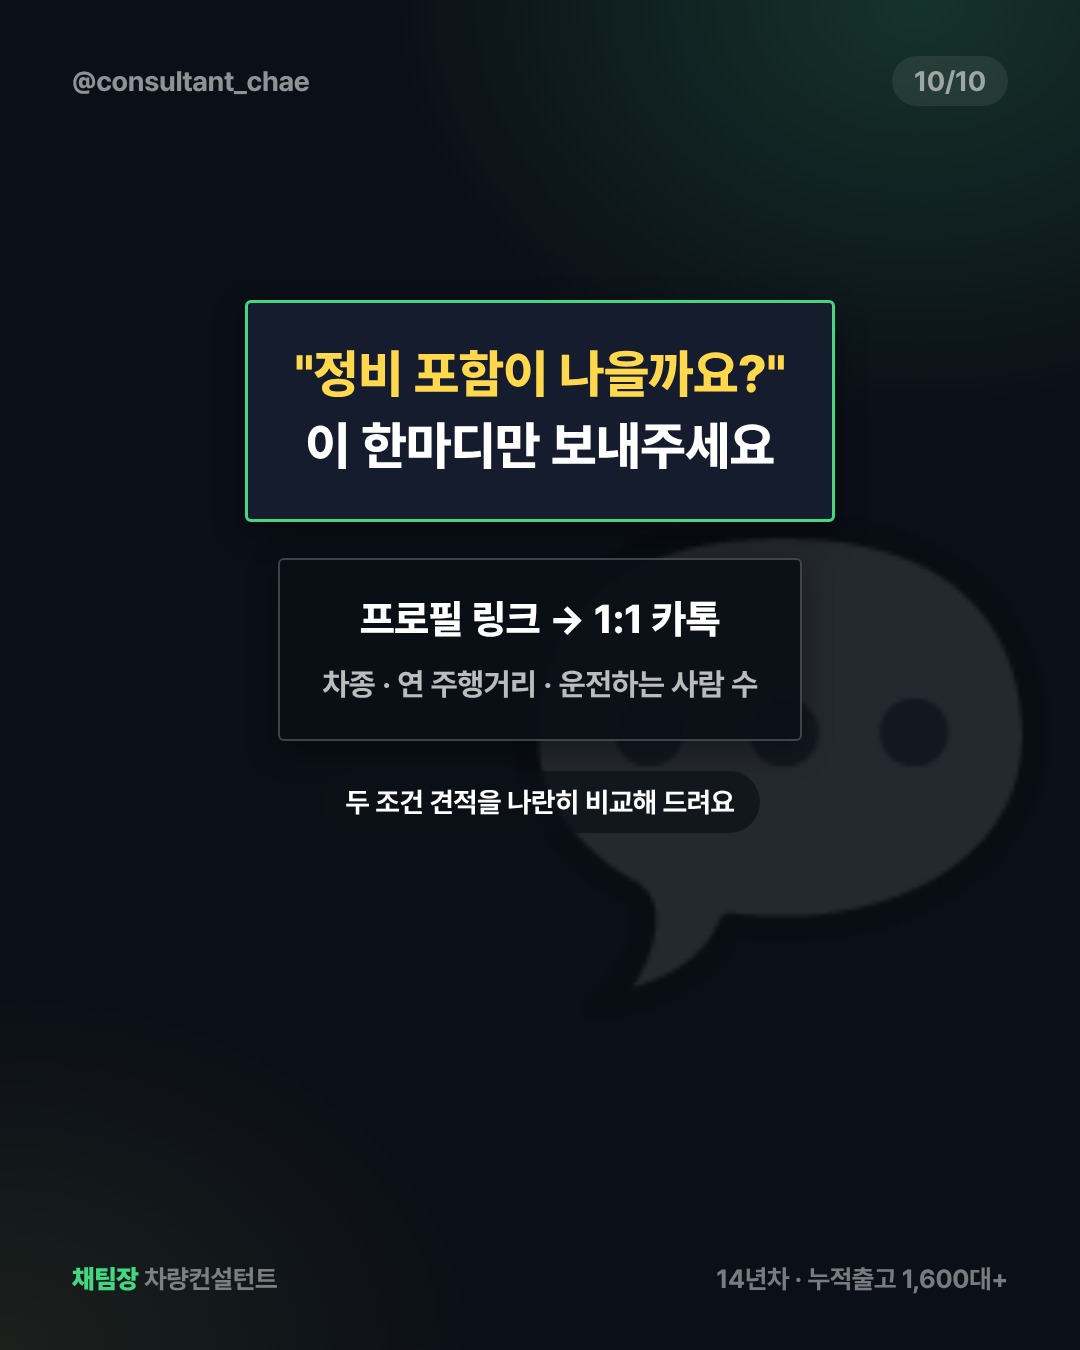 @consultant_chae
10/10
"정비 포함이 나을까요?"
이 한마디만 보내주세요
프로필 링크 → 1:1 카톡
차종 · 연 주행거리 · 운전하는 사람 수
두 조건 견적을 나란히 비교해 드려요
채팀장 차량컨설턴트
14년차 · 누적출고 1,600대+